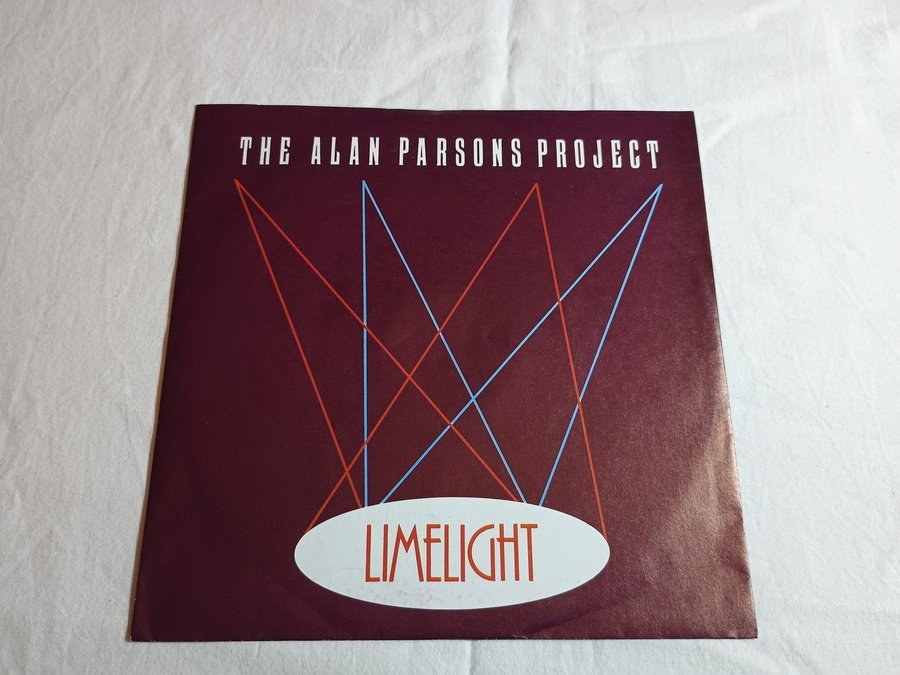 THE ALAN PARSONS PROJECT
LIMELIGHT